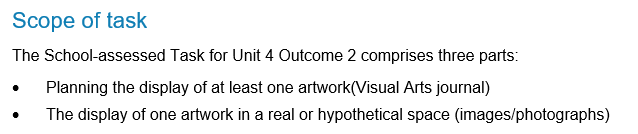 Scope of task
The School-assessed Task for Unit 4 Outcome 2 comprises three parts:
• Planning the display of at least one artwork(Visual Arts journal)
• The display of one artwork in a real or hypothetical space (images/photographs)